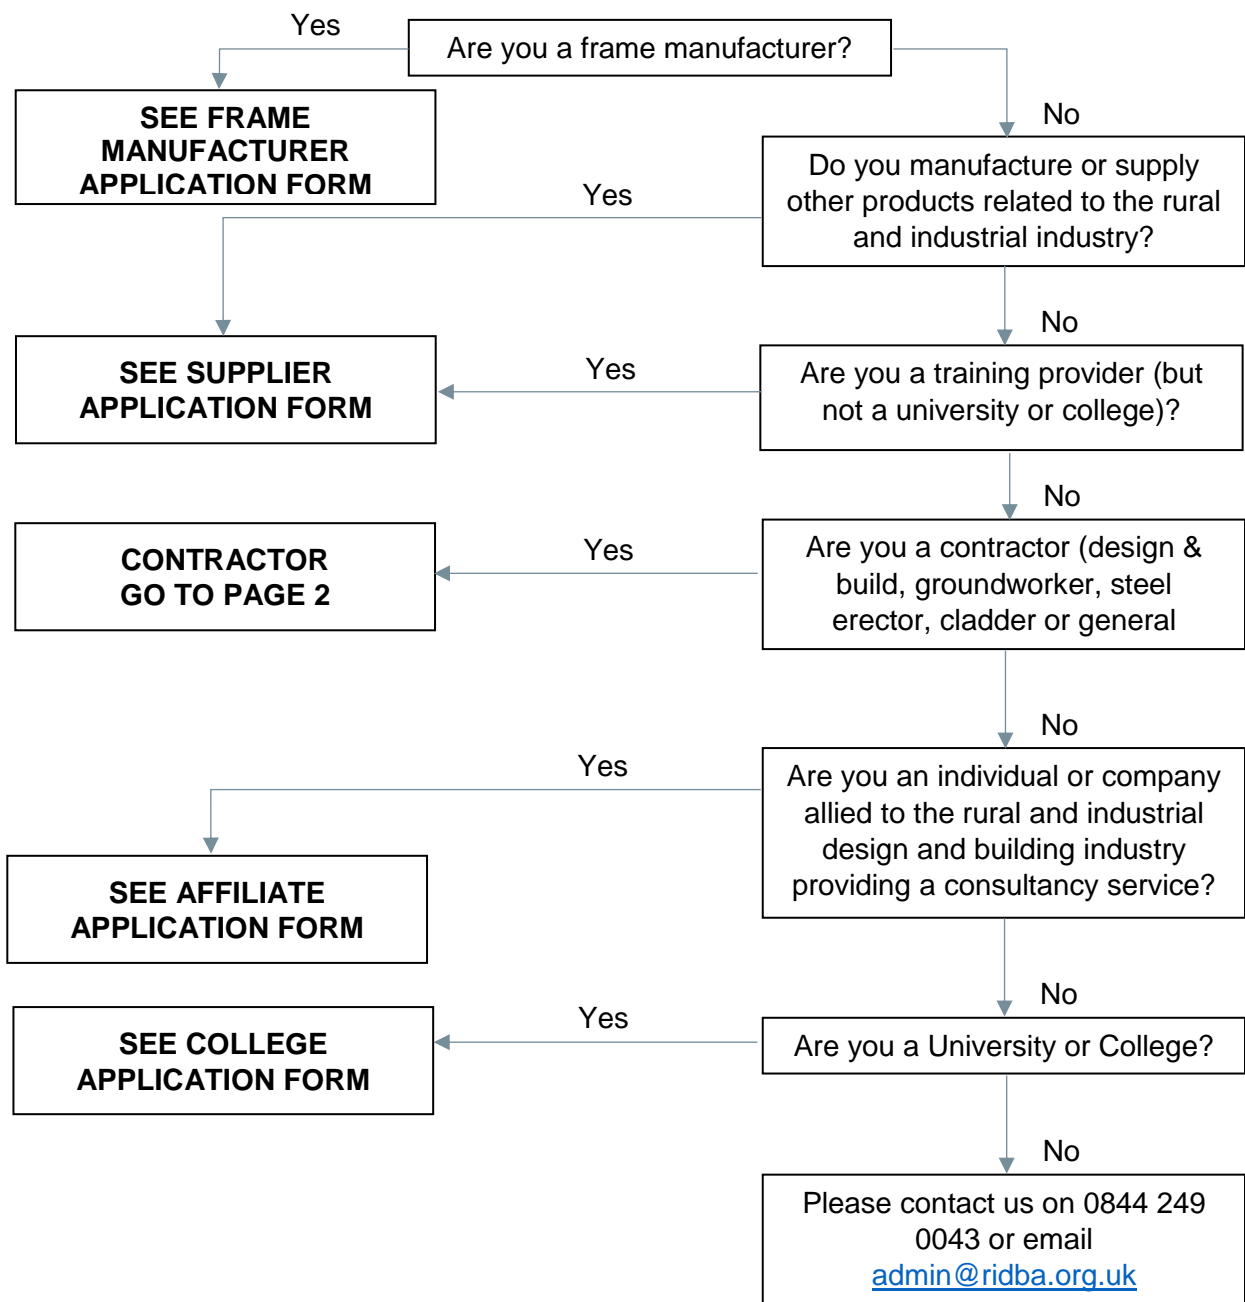 Yes
Are you a frame manufacturer?
SEE FRAME
MANUFACTURER
APPLICATION FORM
No
Do you manufacture or supply
other products related to the rural
and industrial industry?
Yes
No
SEE SUPPLIER
APPLICATION FORM
Yes
Are you a training provider (but
not a university or college)?
No
CONTRACTOR
GO TO PAGE 2
Yes
Are you a contractor (design &
build, groundworker, steel
erector, cladder or general
No
Yes
Are you an individual or company
allied to the rural and industrial
design and building industry
providing a consultancy service?
SEE AFFILIATE
APPLICATION FORM
No
SEE COLLEGE
APPLICATION FORM
Yes
Are you a University or College?
No
Please contact us on 0844 249
0043 or email
admin@ridba.org.uk